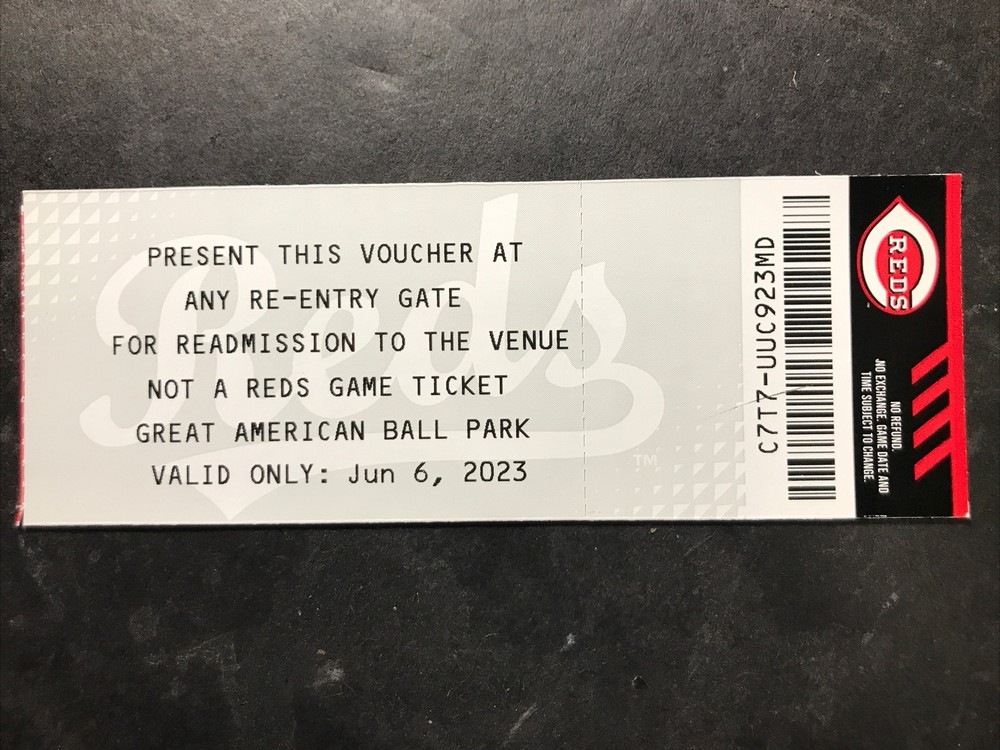 PRESENT THIS VOUCHER AT
ANY RE-ENTRY GATE
FOR READMISSION TO THE VENUE
NOT A REDS GAME TICKET
GREAT AMERICAN BALL PARK
VALID ONLY: Jun 6, 2023
Reds
TM
C7T7-UUC923MD
REDS
NO REFUND.
NO EXCHANGE. GAME DATE AND
TIME SUBJECT TO CHANGE.